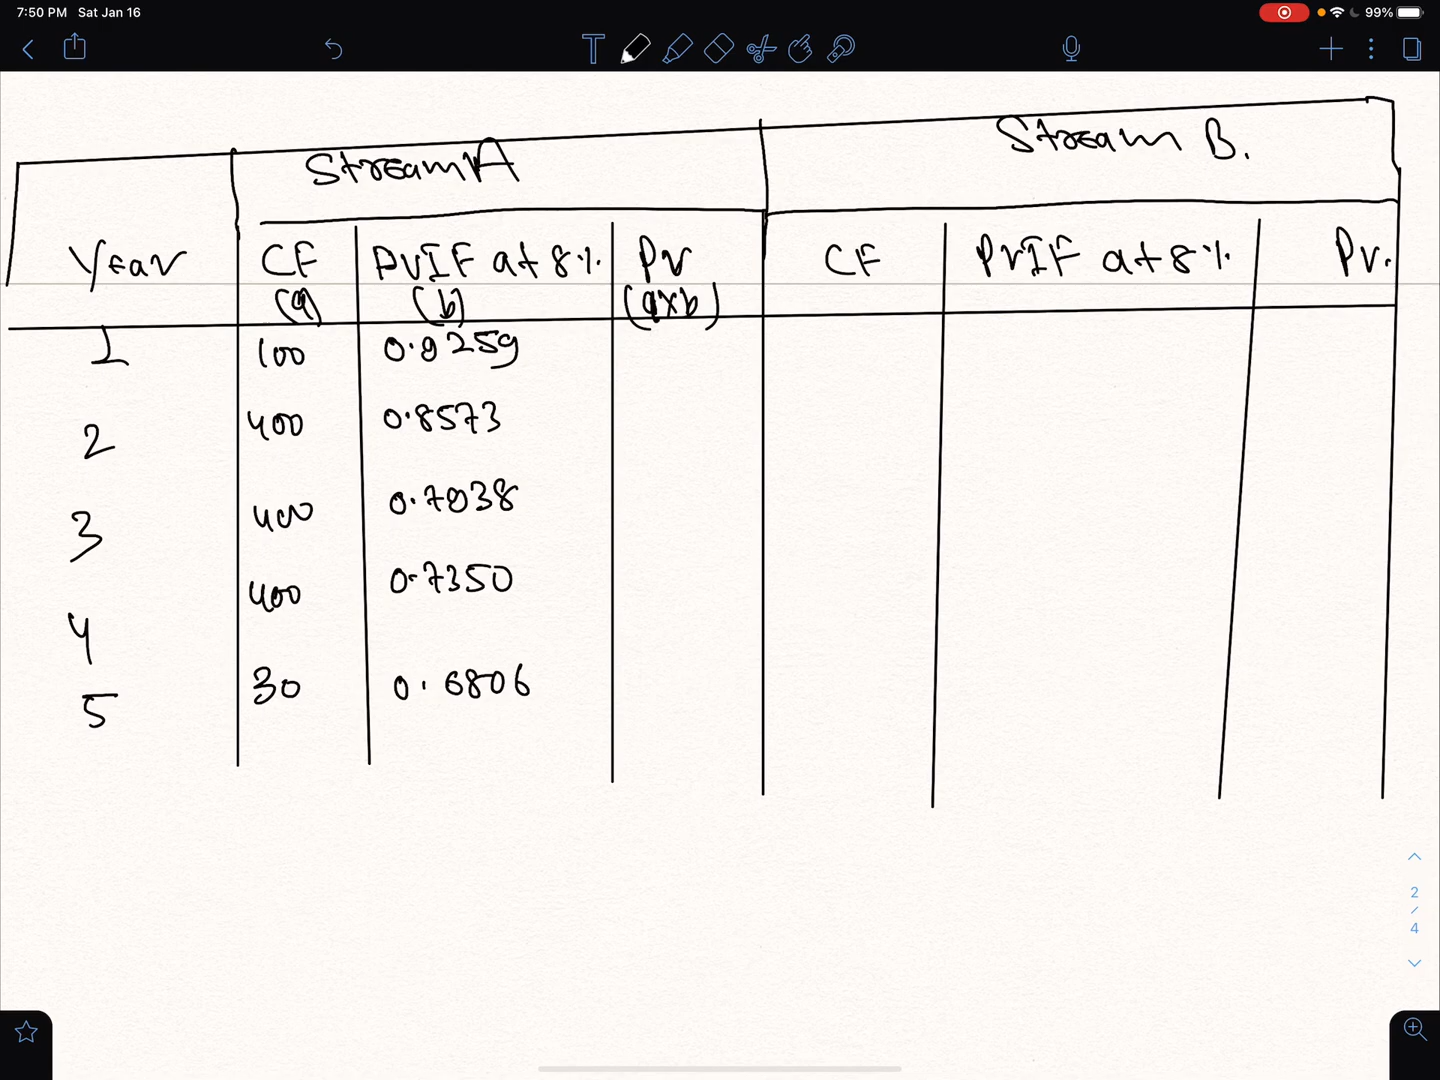 7:50 PM Sat Jan 16
99%
Stream A
Stream B.
Year
CF
PVIF at 8%
PV
CF
PVIF at 8%
PV.
(a)
(b)
(axb)
1
100
0.9259
2
400
0.8573
3
400
0.7938
4
400
0.7350
5
30
0.6806
2
/
4